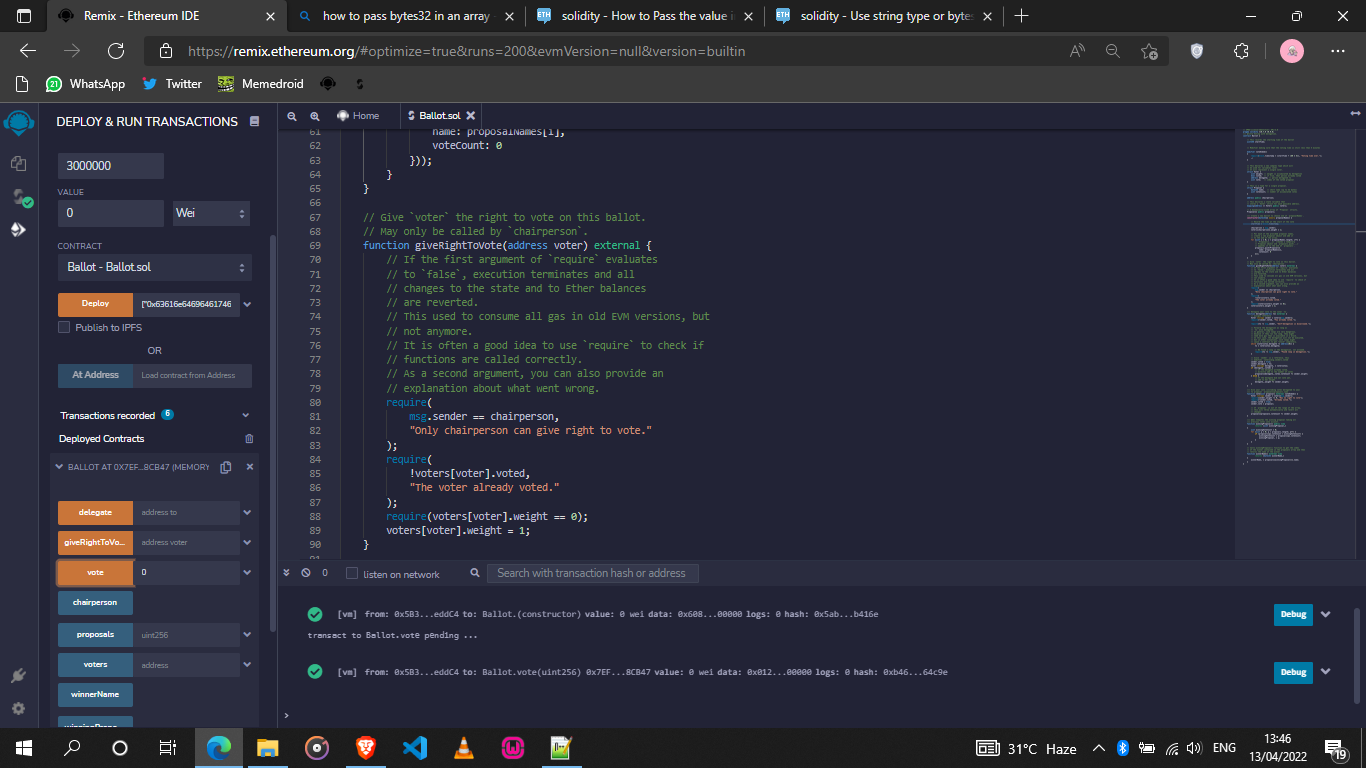 Remix - Ethereum IDE
how to pass bytes32 in an array
solidity - How to Pass the value i
solidity - Use string type or bytes
https://remix.ethereum.org/#optimize=true&runs=200&evmVersion=null&version=builtin
WhatsApp
Twitter
Memedroid
DEPLOY & RUN TRANSACTIONS
Home
Ballot.sol
3000000
VALUE
0
Wei
CONTRACT
Ballot - Ballot.sol
Deploy
["0x63616e64696461746
Publish to IPFS
OR
At Address
Load contract from Address
Transactions recorded 6
Deployed Contracts
BALLOT AT 0X7EF...8CB47 (MEMORY
delegate
address to
giveRightToVo...
address voter
vote
0
chairperson
proposals
uint256
voters
address
winnerName
61 name: proposalNames[i],
62 voteCount: 0
63 }));
64 }
65 }
66
67 // Give `voter` the right to vote on this ballot.
68 // May only be called by `chairperson`.
69 function giveRightToVote(address voter) external {
70 // If the first argument of `require` evaluates
71 // to `false`, execution terminates and all
72 // changes to the state and to Ether balances
73 // are reverted.
74 // This used to consume all gas in old EVM versions, but
75 // not anymore.
76 // It is often a good idea to use `require` to check if
77 // functions are called correctly.
78 // As a second argument, you can also provide an
79 // explanation about what went wrong.
80 require(
81 msg.sender == chairperson,
82 "Only chairperson can give right to vote."
83 );
84 require(
85 !voters[voter].voted,
86 "The voter already voted."
87 );
88 require(voters[voter].weight == 0);
89 voters[voter].weight = 1;
90 }
0
listen on network
Search with transaction hash or address
[vm] from: 0x5B3...eddC4 to: Ballot.(constructor) value: 0 wei data: 0x608...00000 logs: 0 hash: 0x5ab...b416e
Debug
transact to Ballot.vote pending ...
[vm] from: 0x5B3...eddC4 to: Ballot.vote(uint256) 0x7EF...8CB47 value: 0 wei data: 0x012...00000 logs: 0 hash: 0xb46...64c9e
Debug
>
31°C Haze
ENG
13:46
13/04/2022
19